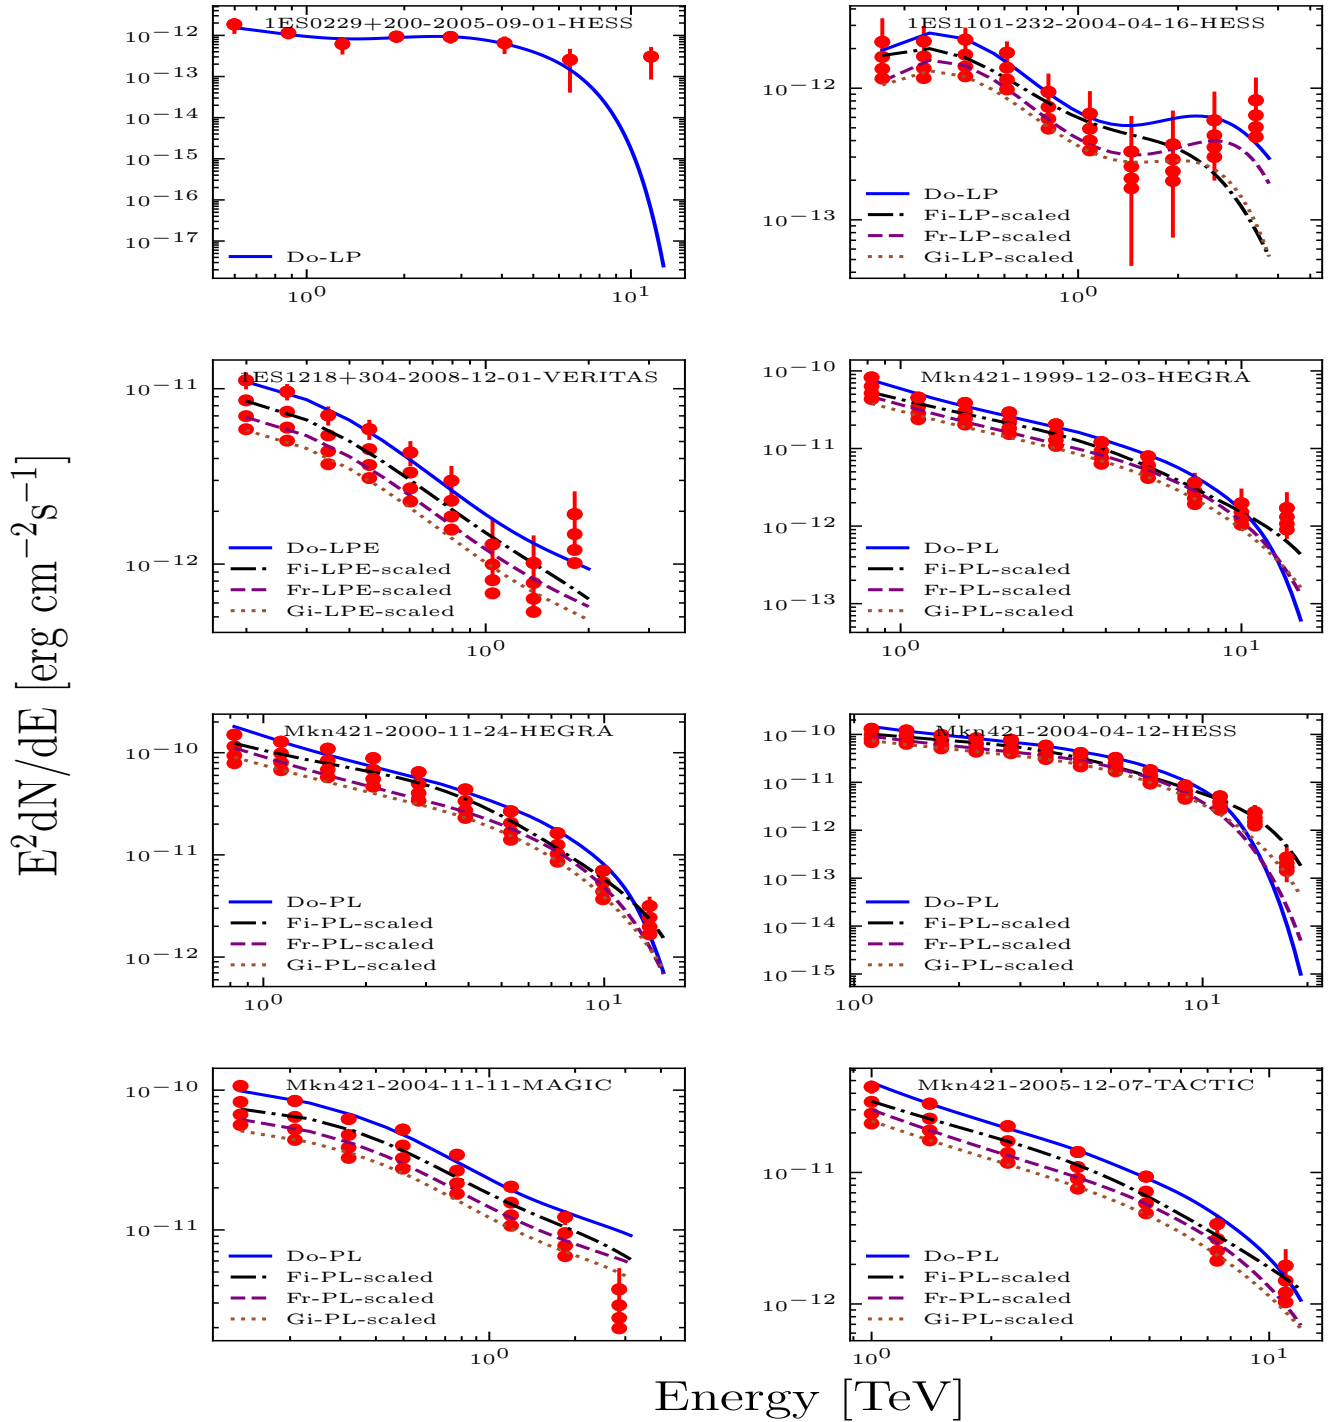 1ES0229+200-2005-09-01-HESS
10^{-12}
10^{-13}
10^{-14}
10^{-15}
10^{-16}
10^{-17}
Do-LP
10^{0}
10^{1}
1ES1101-232-2004-04-16-HESS
10^{-12}
10^{-13}
Do-LP
Fi-LP-scaled
Fr-LP-scaled
Gi-LP-scaled
10^{0}
1ES1218+304-2008-12-01-VERITAS
10^{-11}
10^{-12}
Do-LPE
Fi-LPE-scaled
Fr-LPE-scaled
Gi-LPE-scaled
10^{0}
Mkn421-1999-12-03-HEGRA
10^{-10}
10^{-11}
10^{-12}
10^{-13}
Do-PL
Fi-PL-scaled
Fr-PL-scaled
Gi-PL-scaled
10^{0}
10^{1}
E^{2}dN/dE [erg cm^{-2}s^{-1}]
Mkn421-2000-11-24-HEGRA
10^{-10}
10^{-11}
10^{-12}
Do-PL
Fi-PL-scaled
Fr-PL-scaled
Gi-PL-scaled
10^{0}
10^{1}
Mkn421-2004-04-12-HESS
10^{-10}
10^{-11}
10^{-12}
10^{-13}
10^{-14}
10^{-15}
Do-PL
Fi-PL-scaled
Fr-PL-scaled
Gi-PL-scaled
10^{0}
10^{1}
Mkn421-2004-11-11-MAGIC
10^{-10}
10^{-11}
Do-PL
Fi-PL-scaled
Fr-PL-scaled
Gi-PL-scaled
10^{0}
Mkn421-2005-12-07-TACTIC
10^{-11}
10^{-12}
Do-PL
Fi-PL-scaled
Fr-PL-scaled
Gi-PL-scaled
10^{0}
10^{1}
Energy [TeV]